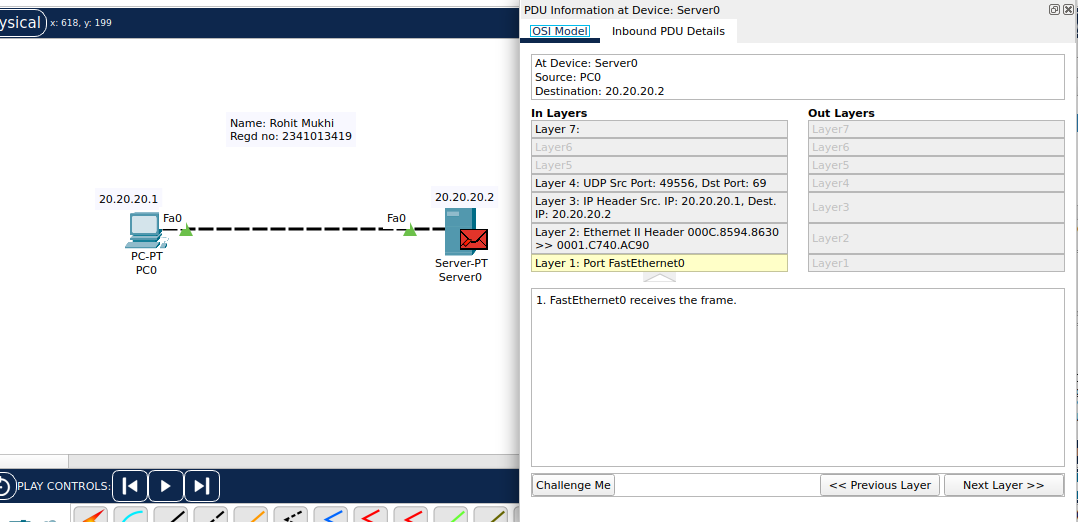 ysical
x: 618, y: 199
Name: Rohit Mukhi
Regd no: 2341013419
20.20.20.1
20.20.20.2
Fa0
Fa0
PC-PT
PC0
Server-PT
Server0
PLAY CONTROLS:
PDU Information at Device: Server0
OSI Model
Inbound PDU Details
At Device: Server0
Source: PC0
Destination: 20.20.20.2
In Layers
Out Layers
Layer 7:
Layer7
Layer6
Layer6
Layer5
Layer5
Layer 4: UDP Src Port: 49556, Dst Port: 69
Layer4
Layer 3: IP Header Src. IP: 20.20.20.1, Dest.
IP: 20.20.20.2
Layer3
Layer 2: Ethernet II Header 000C.8594.8630
>> 0001.C740.AC90
Layer2
Layer 1: Port FastEthernet0
Layer1
1. FastEthernet0 receives the frame.
Challenge Me
<< Previous Layer
Next Layer >>